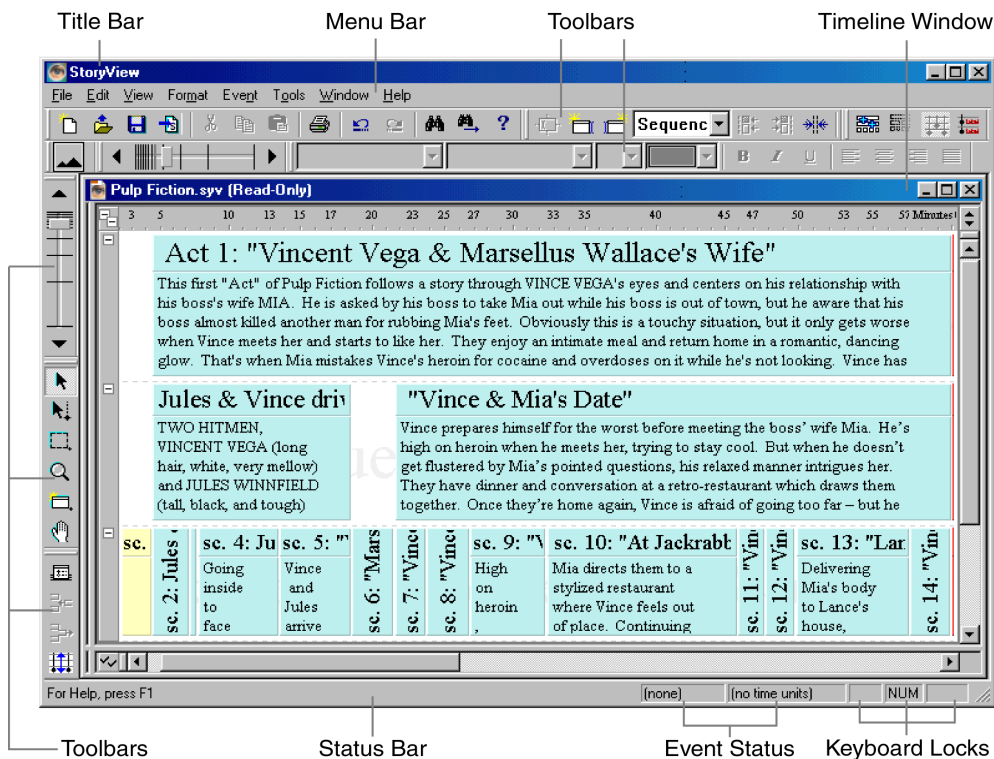 Title Bar
Menu Bar
Toolbars
Timeline Window
StoryView
File Edit View Format Event Tools Window Help
Sequenc
B I U
Pulp Fiction.syv (Read-Only)
3 5 10 13 15 17 20 23 25 27 30 33 35 40 45 47 50 53 55 57 Minutes
Act 1: "Vincent Vega & Marsellus Wallace's Wife"
This first "Act" of Pulp Fiction follows a story through VINCE VEGA's eyes and centers on his relationship with
his boss's wife MIA. He is asked by his boss to take Mia out while his boss is out of town, but he aware that his
boss almost killed another man for rubbing Mia's feet. Obviously this is a touchy situation, but it only gets worse
when Vince meets her and starts to like her. They enjoy an intimate meal and return home in a romantic, dancing
glow. That's when Mia mistakes Vince's heroin for cocaine and overdoses on it while he's not looking. Vince has
Jules & Vince driv
TWO HITMEN,
VINCENT VEGA (long
hair, white, very mellow)
and JULES WINNFIELD
(tall, black, and tough)
"Vince & Mia's Date"
Vince prepares himself for the worst before meeting the boss' wife Mia. He's
high on heroin when he meets her, trying to stay cool. But when he doesn't
get flustered by Mia's pointed questions, his relaxed manner intrigues her.
They have dinner and conversation at a retro-restaurant which draws them
together. Once they're home again, Vince is afraid of going too far – but he
ue
sc.
sc. 2: Jules
sc. 4: Ju
Going
inside
to
face
sc. 5: "
Vince
and
Jules
arrive
sc. 6: "Mars
sc. 7: "Vince
sc. 8: "Vince
sc. 9: "V
High
on
heroin
,
sc. 10: "At Jackrabb
Mia directs them to a
stylized restaurant
where Vince feels out
of place. Continuing
sc. 11: "Vin
sc. 12: "Vin
sc. 13: "Lar
Delivering
Mia's body
to Lance's
house,
sc. 14: "Vin
For Help, press F1
(none)
(no time units)
NUM
Toolbars
Status Bar
Event Status
Keyboard Locks